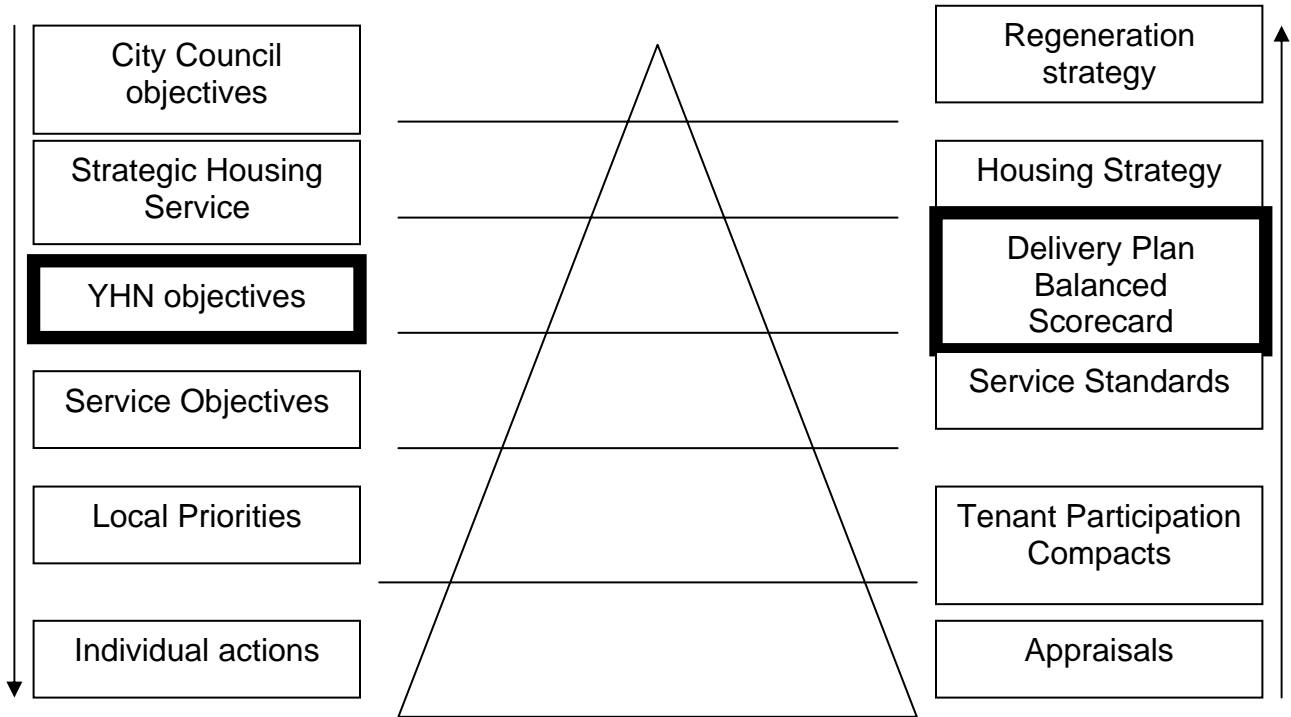 City Council
objectives
Strategic Housing
Service
YHN objectives
Service Objectives
Local Priorities
Individual actions
Regeneration
strategy
Housing Strategy
Delivery Plan
Balanced
Scorecard
Service Standards
Tenant Participation
Compacts
Appraisals